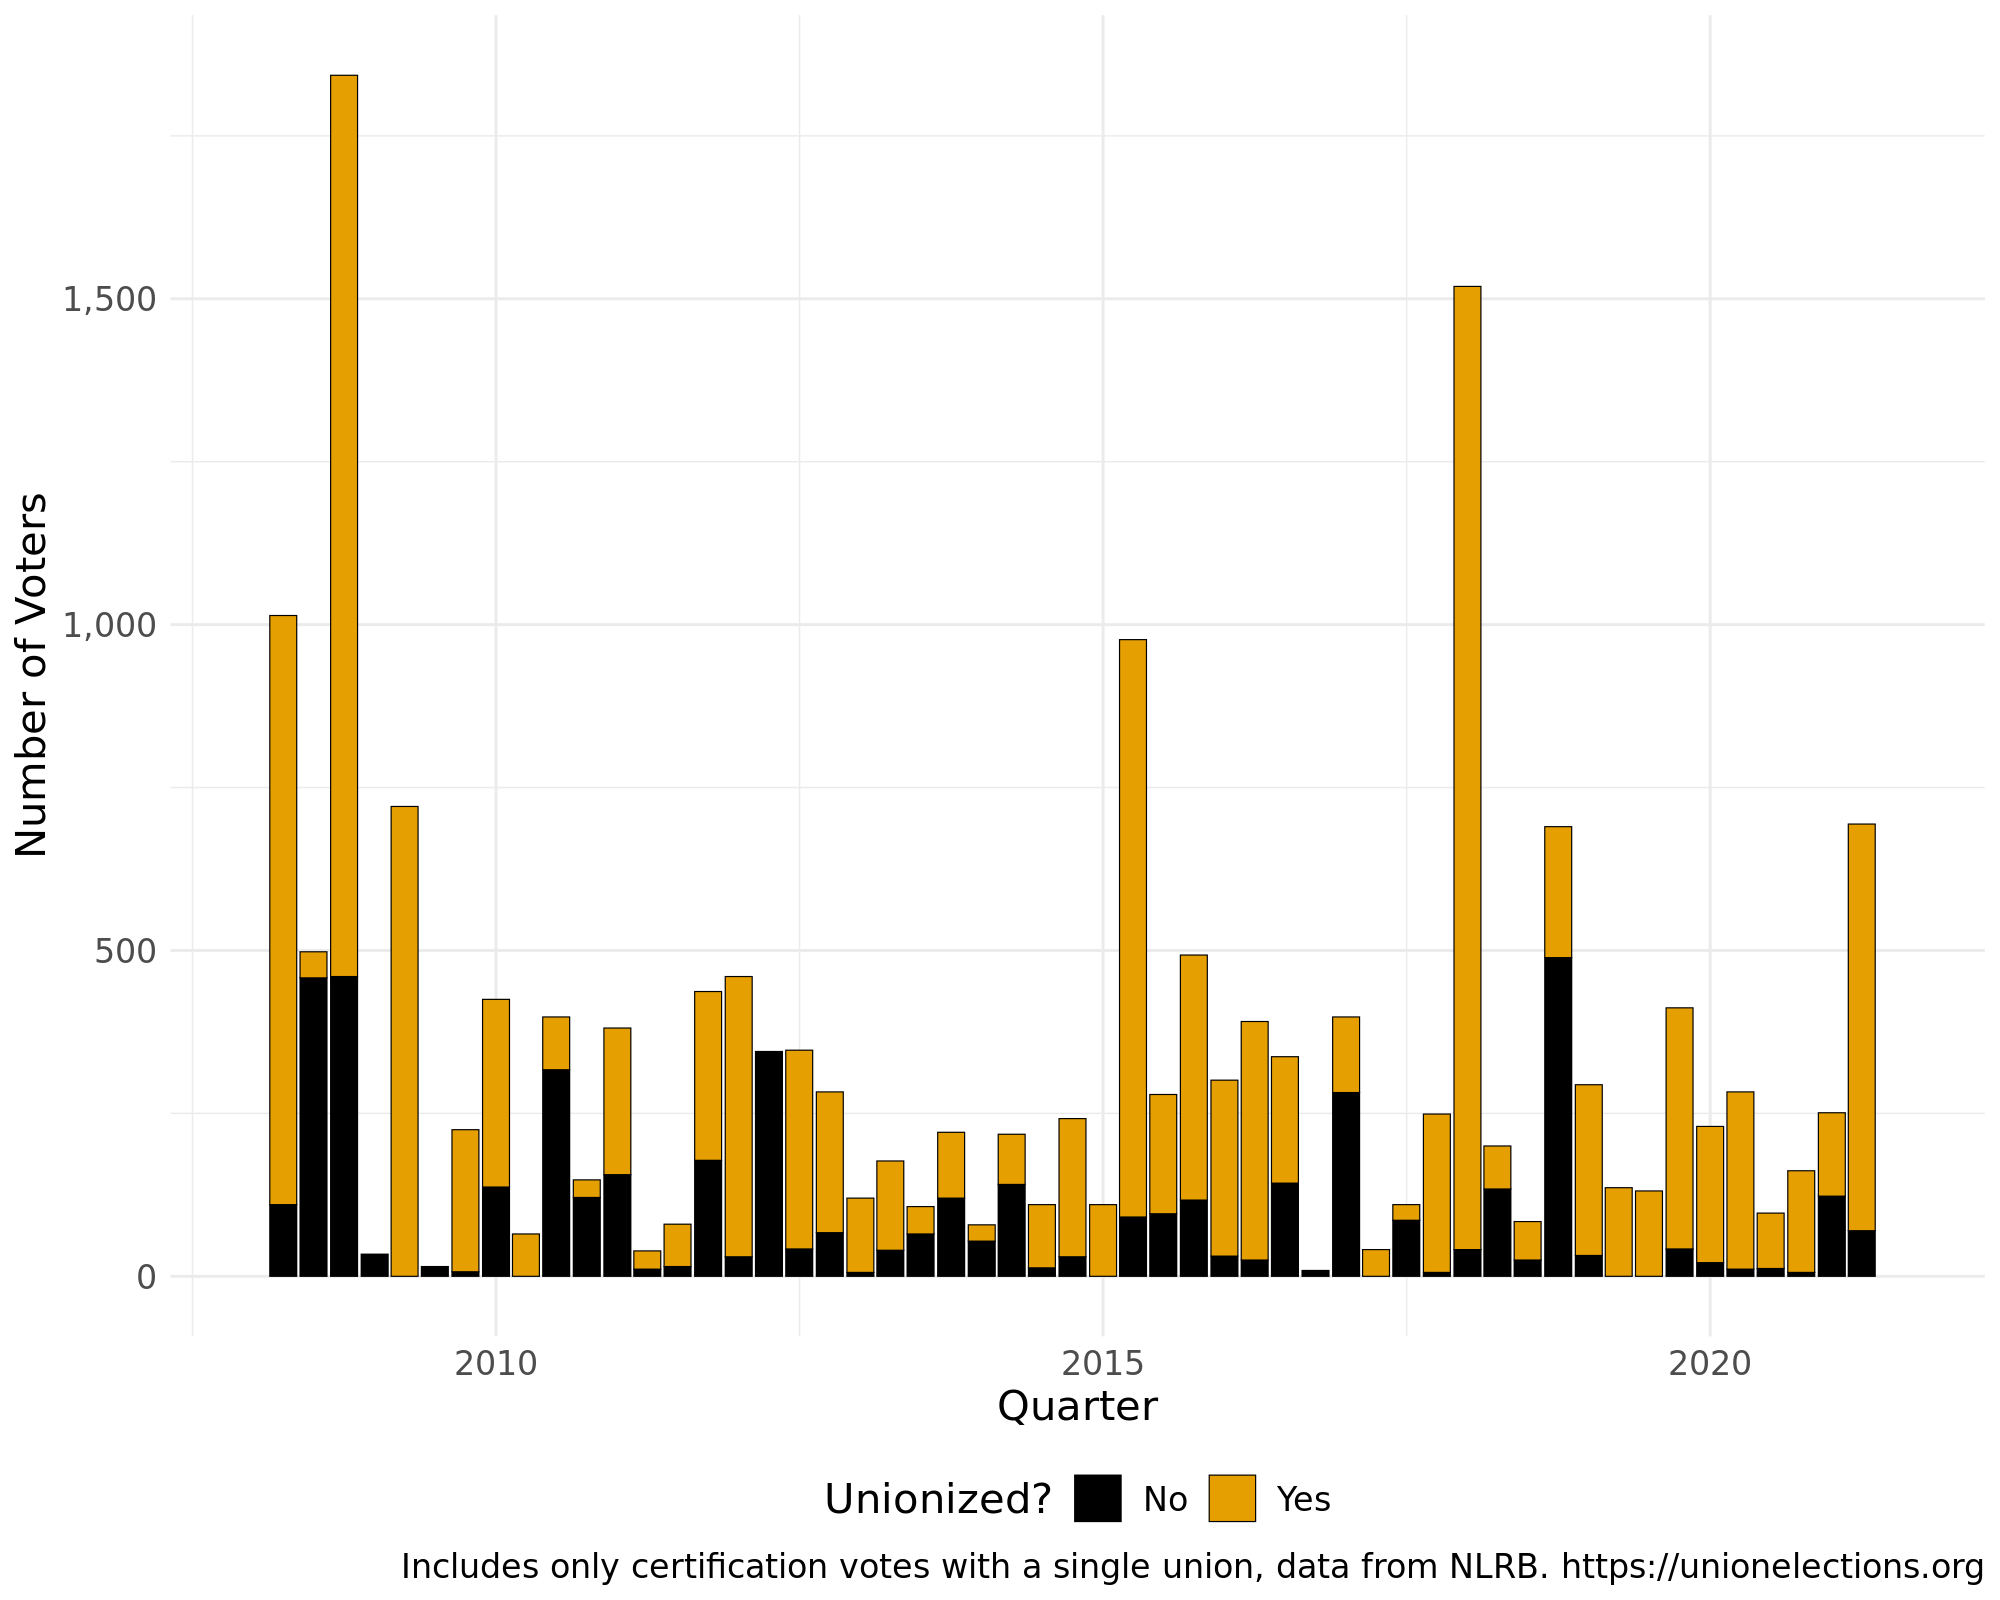 1,500
1,000
500
0
Number of Voters
2010 2015 2020
Quarter
Unionized? No Yes
Includes only certification votes with a single union, data from NLRB. https://unionelections.org